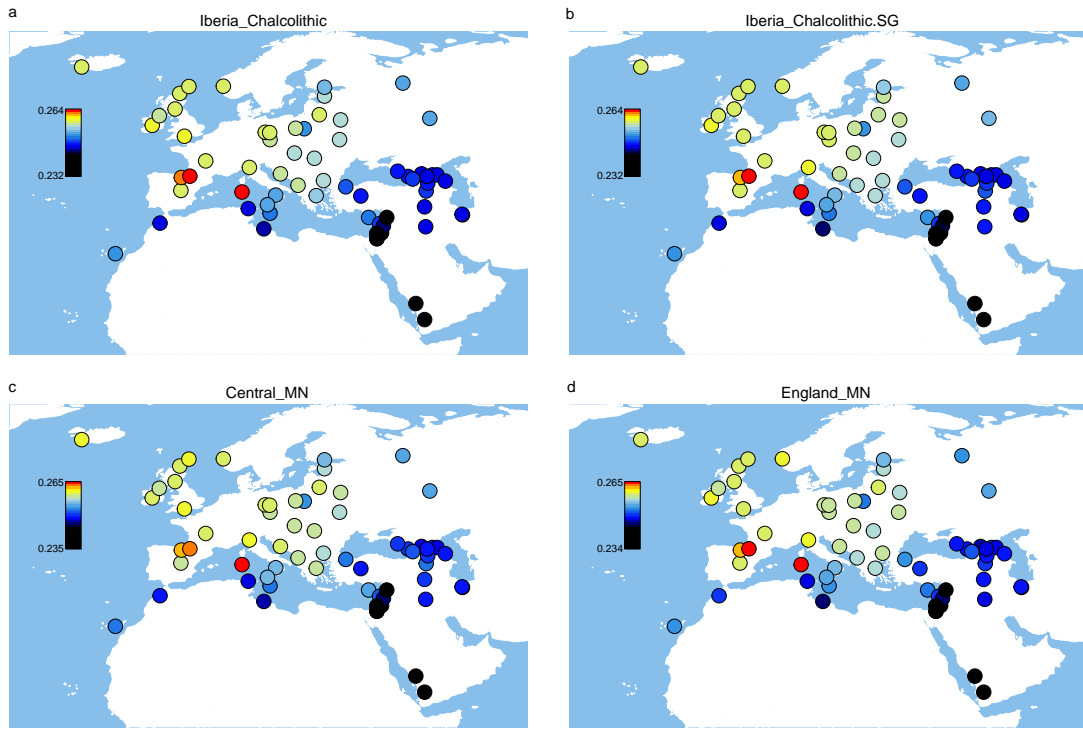 a
Iberia_Chalcolithic
0.264
0.232
b
Iberia_Chalcolithic.SG
0.264
0.232
c
Central_MN
0.265
0.235
d
England_MN
0.265
0.234